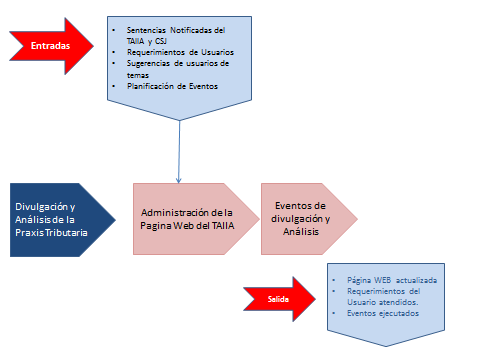 Entradas
• Sentencias Notificadas del
TAIIA y CSJ
• Requerimientos de Usuarios
• Sugerencias de usuarios de
temas
• Planificación de Eventos
Divulgación y
Análisis de la
Praxis Tributaria
Administración de la
Pagina Web del TAIIA
Eventos de
divulgación y
Análisis
Salida
• Página WEB actualizada
• Requerimientos del
Usuario atendidos.
• Eventos ejecutados